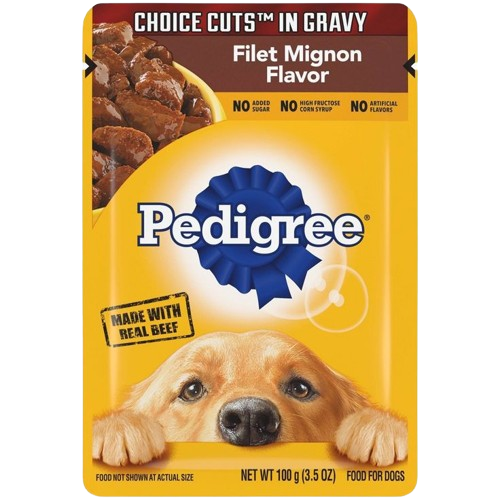 CHOICE CUTS™ IN GRAVY
Filet Mignon
Flavor
NO ADDED SUGAR NO HIGH FRUCTOSE CORN SYRUP NO ARTIFICIAL FLAVORS
Pedigree®
MADE WITH
REAL BEEF
FOOD NOT SHOWN AT ACTUAL SIZE NET WT 100 g (3.5 OZ) FOOD FOR DOGS